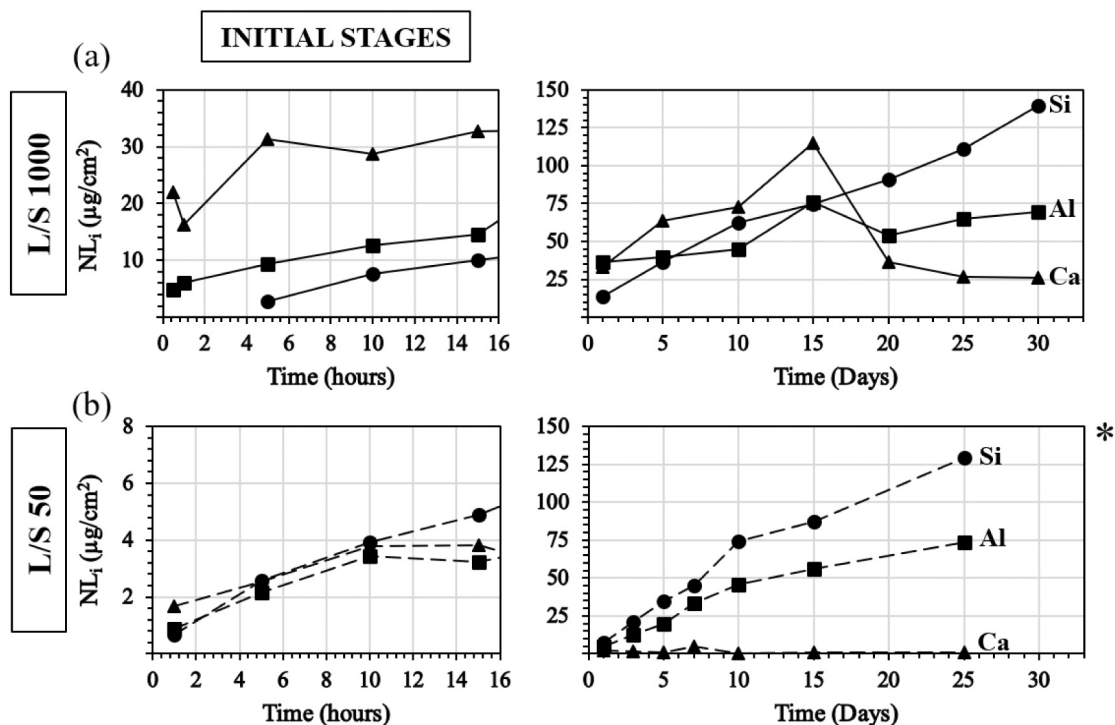 INITIAL STAGES
(a)
L/S 1000
NLi (µg/cm²)
40
30
20
10
0 2 4 6 8 10 12 14 16
Time (hours)
150
125
100
75
50
25
0 5 10 15 20 25 30
Time (Days)
Si
Al
Ca
(b)
L/S 50
NLi (µg/cm²)
8
6
4
2
0 2 4 6 8 10 12 14 16
Time (hours)
150
125
100
75
50
25
0 5 10 15 20 25 30
Time (Days)
Si
Al
Ca
*